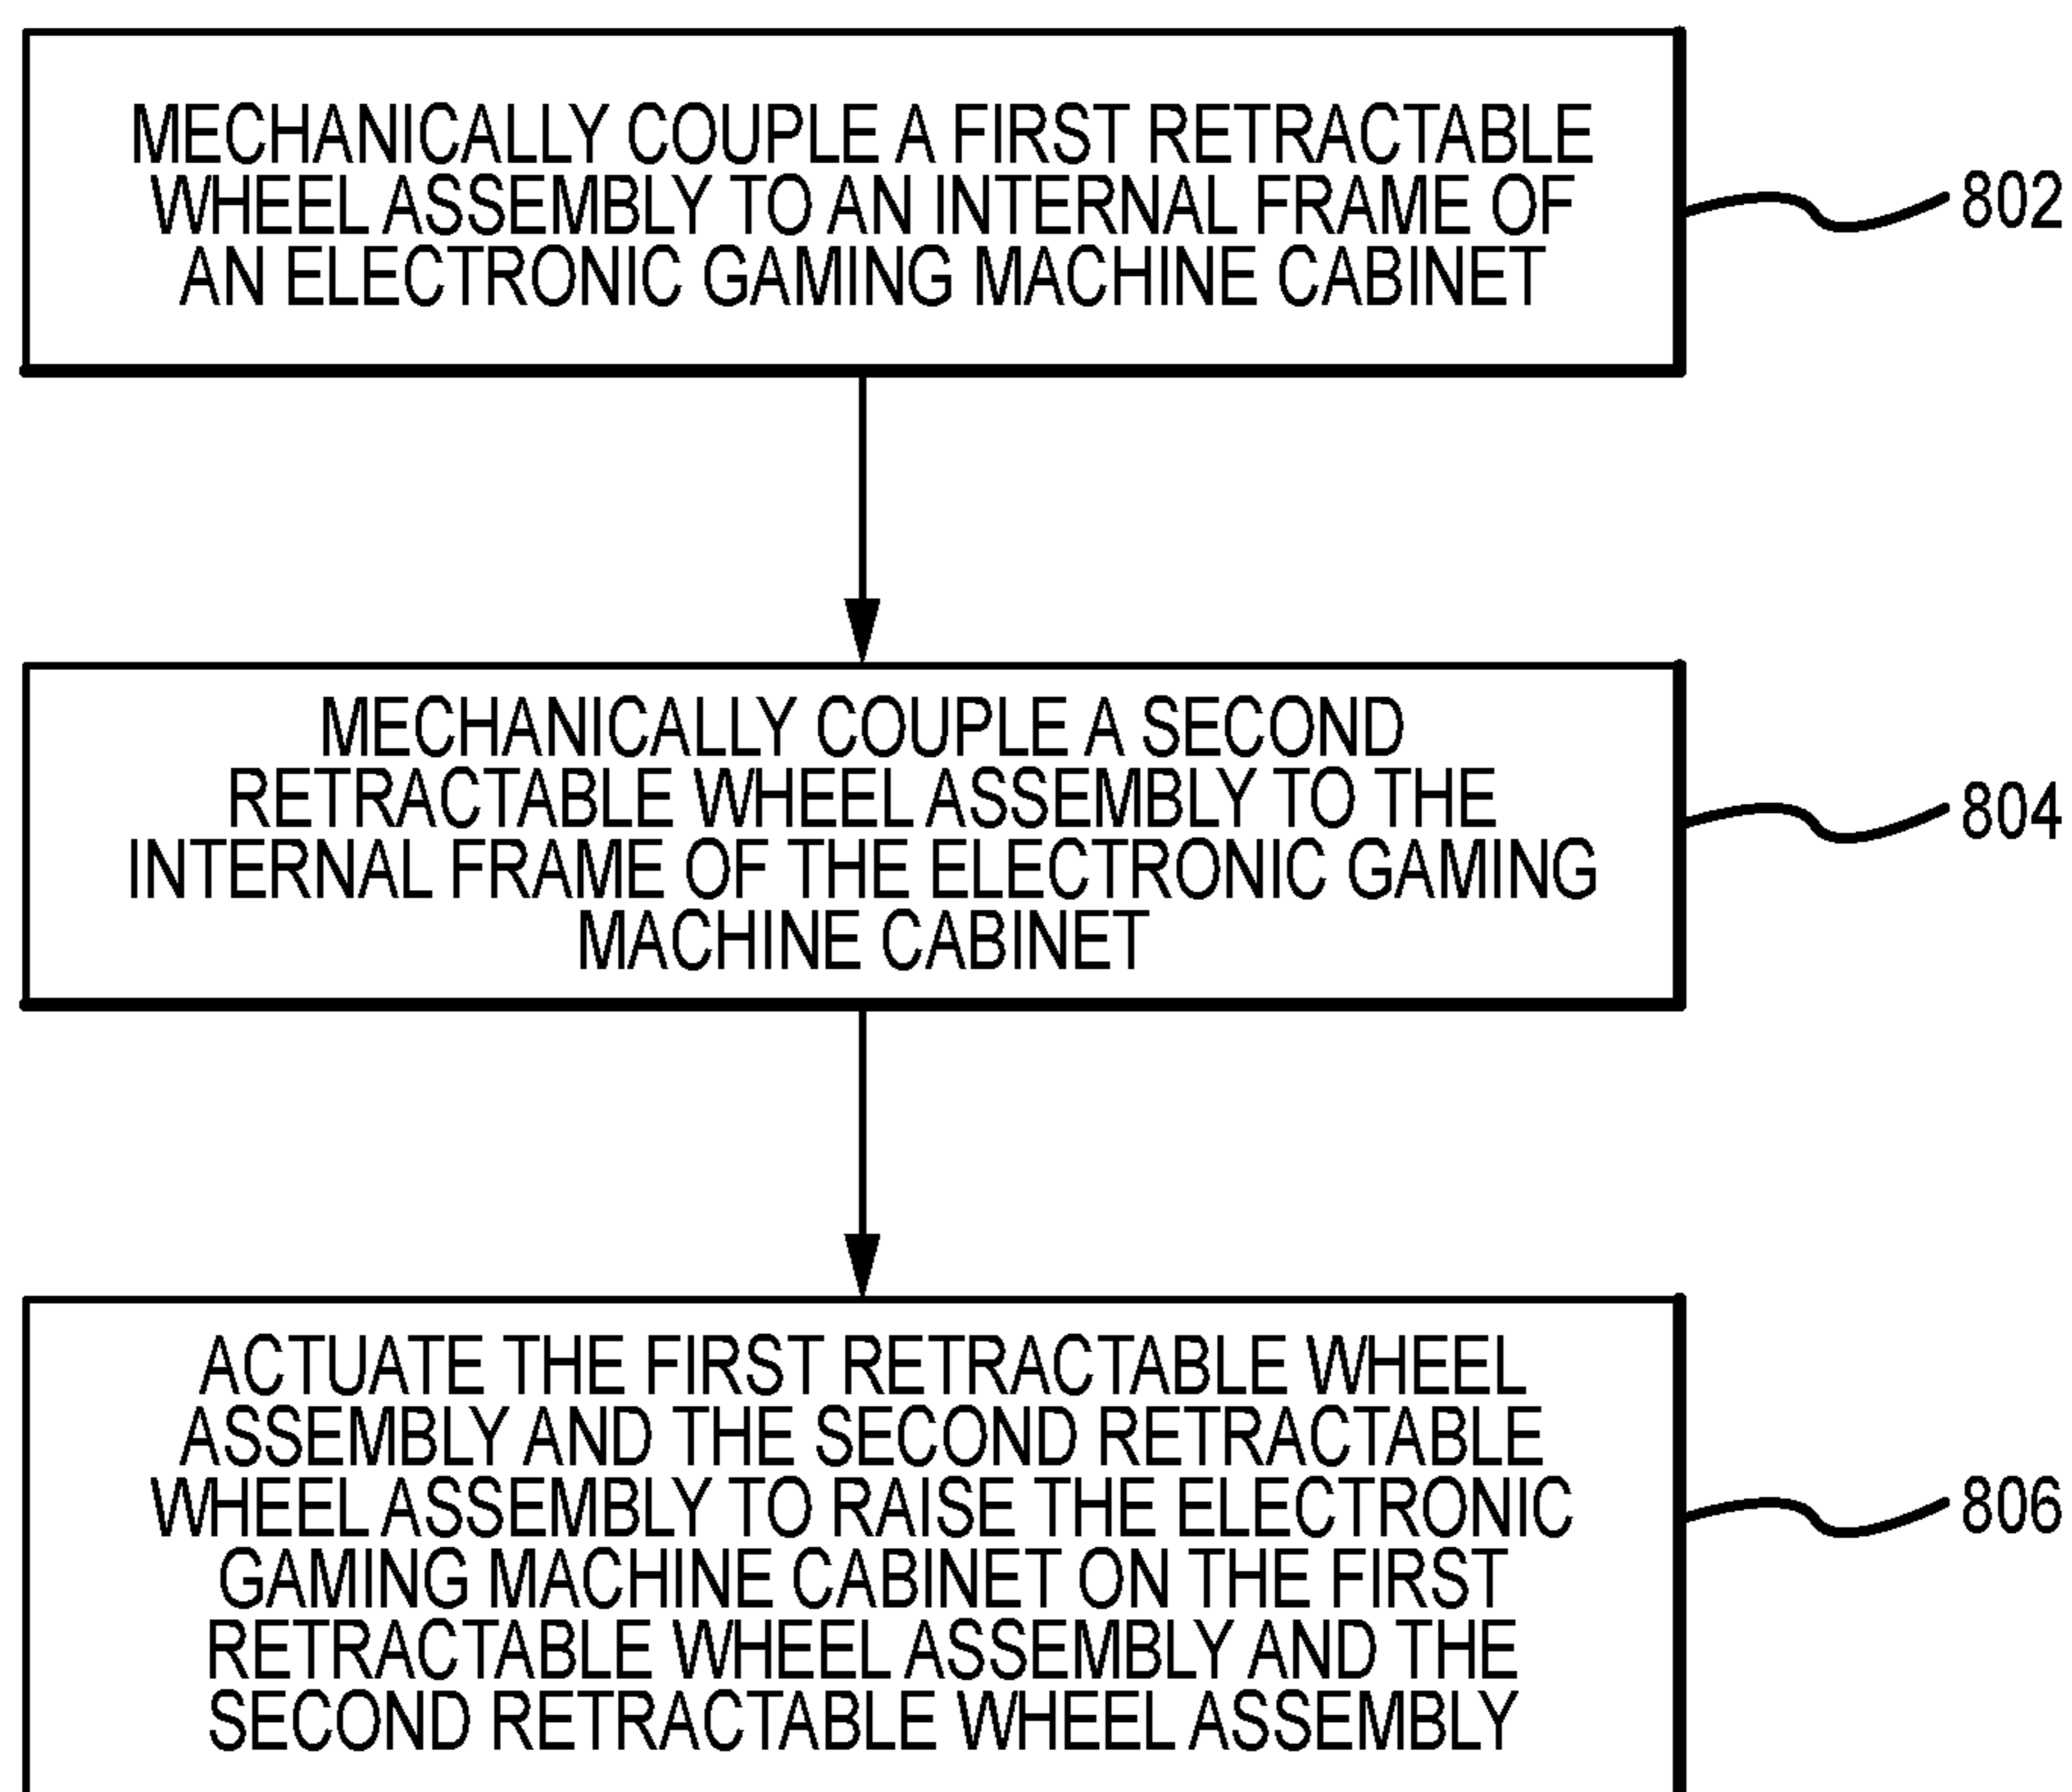 MECHANICALLY COUPLE A FIRST RETRACTABLE
WHEEL ASSEMBLY TO AN INTERNAL FRAME OF
AN ELECTRONIC GAMING MACHINE CABINET
802
MECHANICALLY COUPLE A SECOND
RETRACTABLE WHEEL ASSEMBLY TO THE
INTERNAL FRAME OF THE ELECTRONIC GAMING
MACHINE CABINET
804
ACTUATE THE FIRST RETRACTABLE WHEEL
ASSEMBLY AND THE SECOND RETRACTABLE
WHEEL ASSEMBLY TO RAISE THE ELECTRONIC
GAMING MACHINE CABINET ON THE FIRST
RETRACTABLE WHEEL ASSEMBLY AND THE
SECOND RETRACTABLE WHEEL ASSEMBLY
806